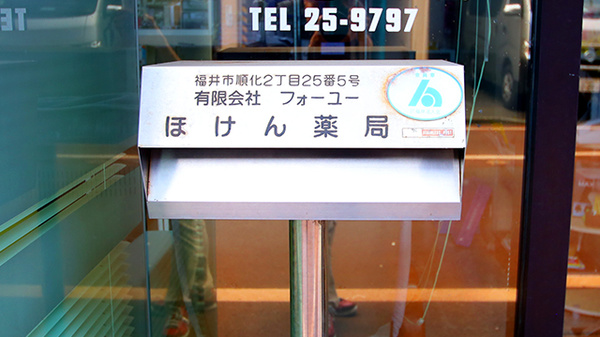 TEL 25-9797
福井市順化2丁目25番5号
有限会社 フォーユー
ほけん薬局